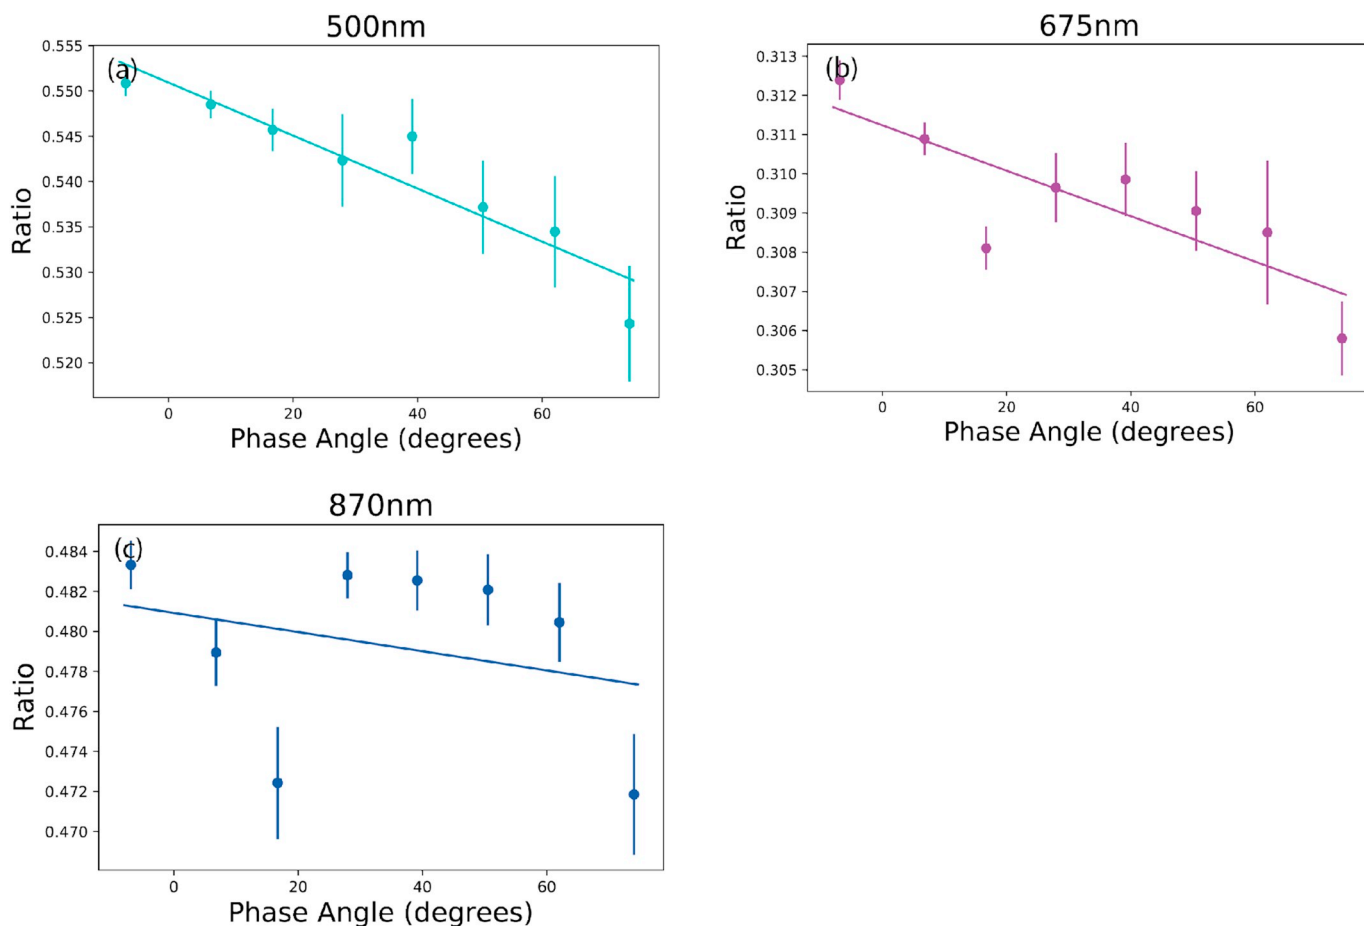 500nm
(a)
Ratio
0.555
0.550
0.545
0.540
0.535
0.530
0.525
0.520
0 20 40 60
Phase Angle (degrees)
675nm
(b)
Ratio
0.313
0.312
0.311
0.310
0.309
0.308
0.307
0.306
0.305
0 20 40 60
Phase Angle (degrees)
870nm
(c)
Ratio
0.484
0.482
0.480
0.478
0.476
0.474
0.472
0.470
0 20 40 60
Phase Angle (degrees)